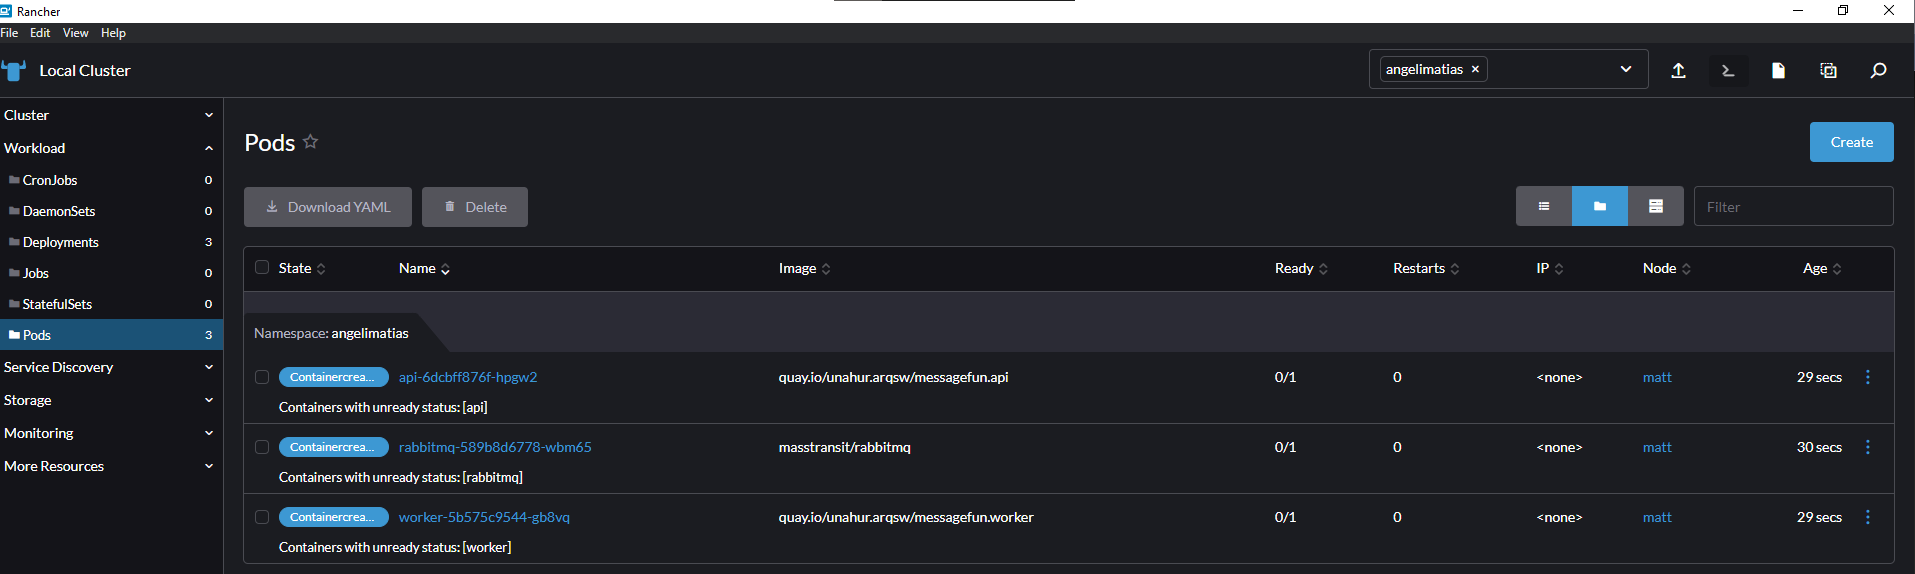 Rancher
File Edit View Help
Local Cluster
angelimatias ×
Cluster
Workload
CronJobs 0
DaemonSets 0
Deployments 3
Jobs 0
StatefulSets 0
Pods 3
Service Discovery
Storage
Monitoring
More Resources
Pods
Create
Download YAML Delete
Filter
State Name Image Ready Restarts IP Node Age
Namespace: angelimatias
Containercrea... api-6dcbff876f-hpgw2 quay.io/unahur.arqsw/messagefun.api 0/1 0 <none> matt 29 secs
Containers with unready status: [api]
Containercrea... rabbitmq-589b8d6778-wbm65 masstransit/rabbitmq 0/1 0 <none> matt 30 secs
Containers with unready status: [rabbitmq]
Containercrea... worker-5b575c9544-gb8vq quay.io/unahur.arqsw/messagefun.worker 0/1 0 <none> matt 29 secs
Containers with unready status: [worker]